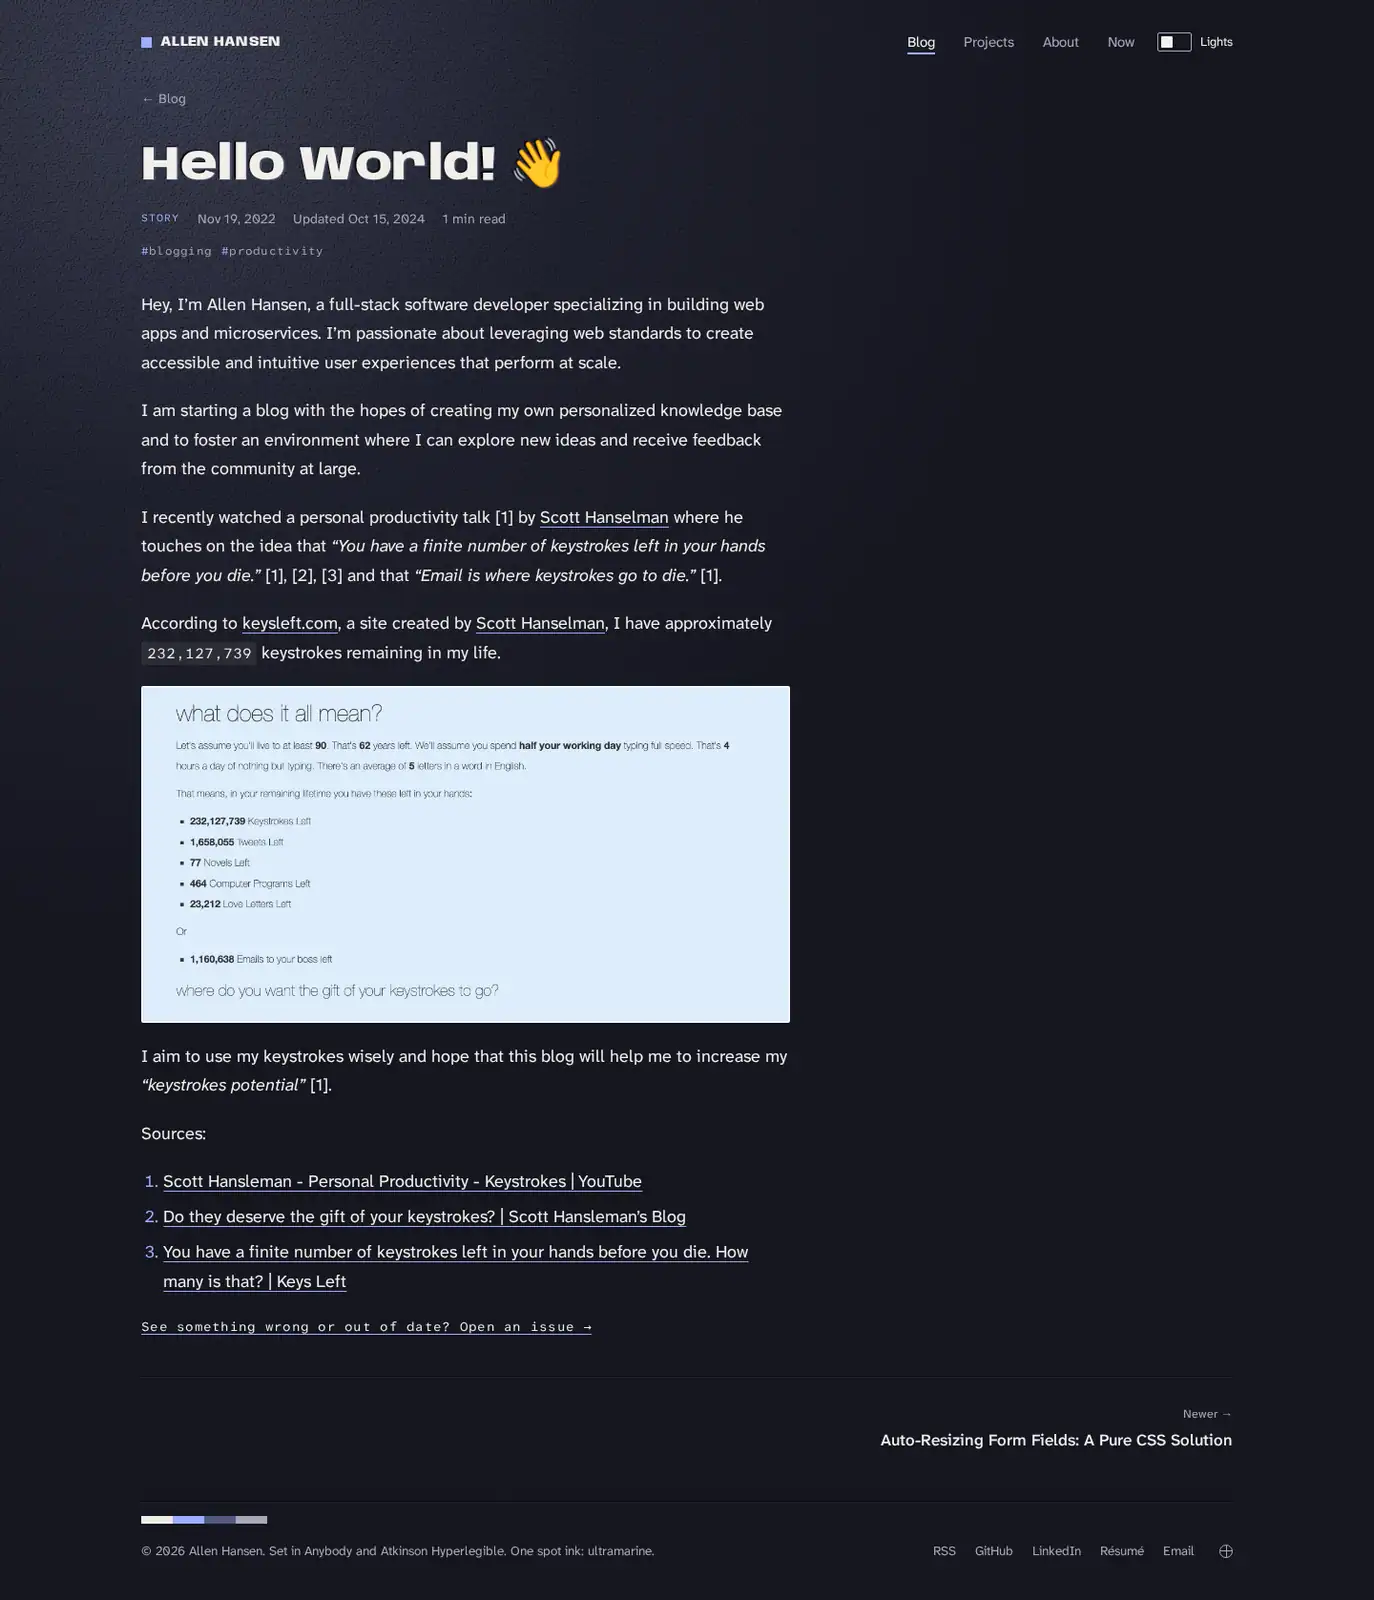 ALLEN HANSEN
Blog Projects About Now Lights
← Blog
Hello World! 👋
STORY Nov 19, 2022 Updated Oct 15, 2024 1 min read
#blogging #productivity
Hey, I’m Allen Hansen, a full-stack software developer specializing in building web
apps and microservices. I’m passionate about leveraging web standards to create
accessible and intuitive user experiences that perform at scale.
I am starting a blog with the hopes of creating my own personalized knowledge base
and to foster an environment where I can explore new ideas and receive feedback
from the community at large.
I recently watched a personal productivity talk [1] by Scott Hanselman where he
touches on the idea that “You have a finite number of keystrokes left in your hands
before you die.” [1], [2], [3] and that “Email is where keystrokes go to die.” [1].
According to keysleft.com, a site created by Scott Hanselman, I have approximately
232,127,739 keystrokes remaining in my life.
what does it all mean?
Let's assume you'll live to at least 90. That's 62 years left. We'll assume you spend half your working day typing full speed. That's 4
hours a day of nothing but typing. There's an average of 5 letters in a word in English.
That means, in your remaining lifetime you have these left in your hands:
▪ 232,127,739 Keystrokes Left
▪ 1,658,055 Tweets Left
▪ 77 Novels Left
▪ 464 Computer Programs Left
▪ 23,212 Love Letters Left
Or
▪ 1,160,638 Emails to your boss left
where do you want the gift of your keystrokes to go?
I aim to use my keystrokes wisely and hope that this blog will help me to increase my
“keystrokes potential” [1].
Sources:
1. Scott Hansleman - Personal Productivity - Keystrokes | YouTube
2. Do they deserve the gift of your keystrokes? | Scott Hansleman’s Blog
3. You have a finite number of keystrokes left in your hands before you die. How
many is that? | Keys Left
See something wrong or out of date? Open an issue →
Newer →
Auto-Resizing Form Fields: A Pure CSS Solution
© 2026 Allen Hansen. Set in Anybody and Atkinson Hyperlegible. One spot ink: ultramarine.
RSS GitHub LinkedIn Résumé Email